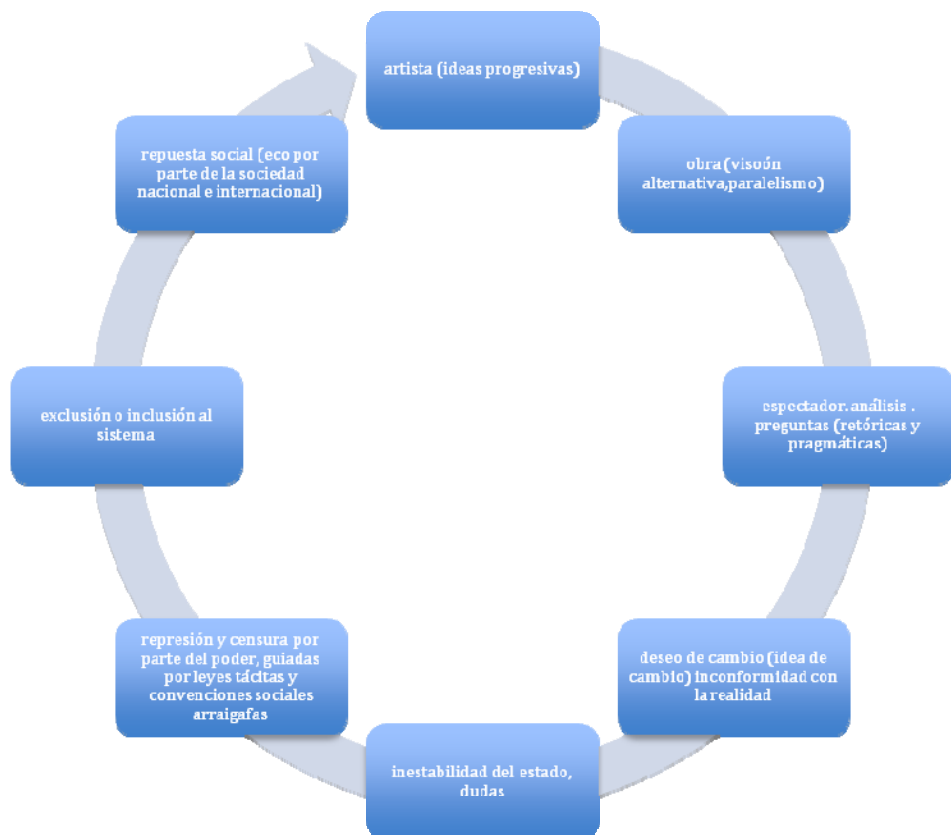 artista (ideas progresivas)
obra (visoón
alternativa,paralelismo)
espectador.análisis .
preguntas (retóricas y
pragmáticas)
deseo de cambio (idea de
cambio) inconformidad con
la realidad
inestabilidad del estado,
dudas
represión y censura por
parte del poder, guiadas
por leyes tácitas y
convenciones sociales
arraigafas
exclusión o inclusión al
sistema
repuesta social (eco por
parte de la sociedad
nacional e internacional)